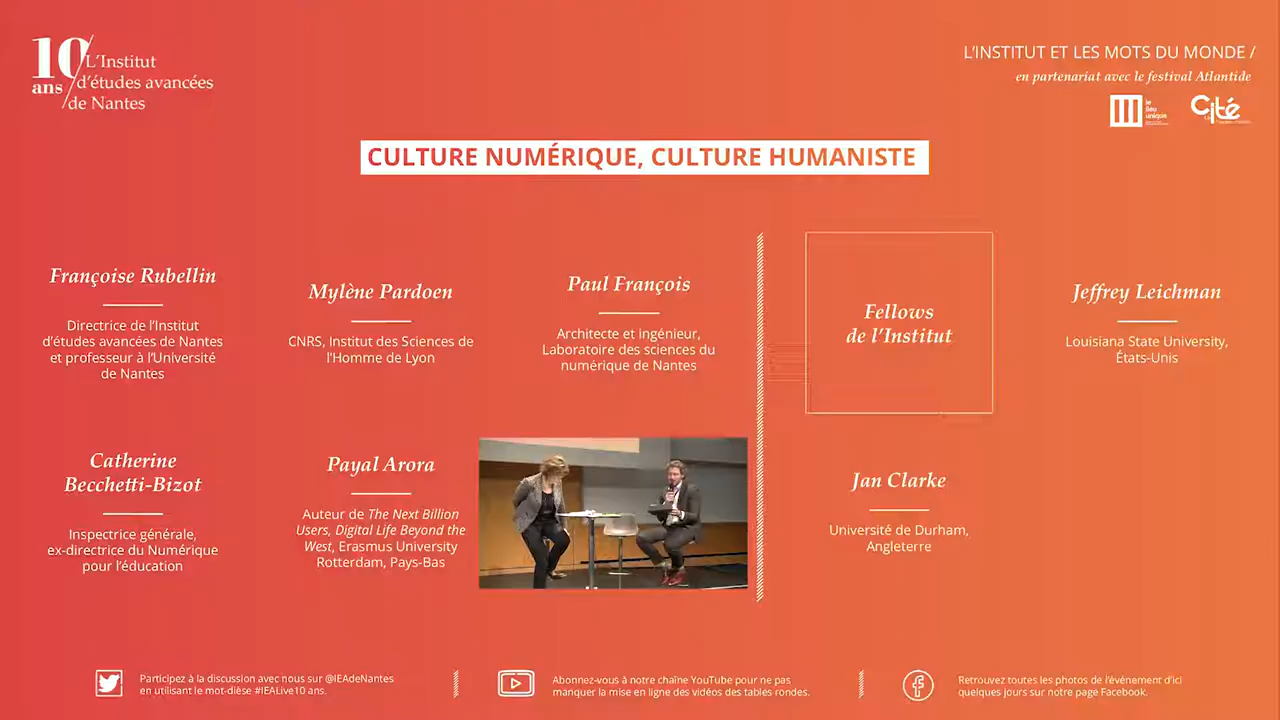 10
ans
L'Institut
d'études avancées
de Nantes
L'INSTITUT ET LES MOTS DU MONDE /
en partenariat avec le festival Atlantide
le
lieu
unique
Cité
CULTURE NUMÉRIQUE, CULTURE HUMANISTE
Françoise Rubellin
Directrice de l'Institut
d'études avancées de Nantes
et professeur à l'Université
de Nantes
Mylène Pardoen
CNRS, Institut des Sciences de
l'Homme de Lyon
Paul François
Architecte et ingénieur,
Laboratoire des sciences du
numérique de Nantes
Fellows
de l'Institut
Jeffrey Leichman
Louisiana State University,
États-Unis
Catherine
Becchetti-Bizot
Inspectrice générale,
ex-directrice du Numérique
pour l'éducation
Payal Arora
Auteur de The Next Billion
Users, Digital Life Beyond the
West, Erasmus University
Rotterdam, Pays-Bas
Jan Clarke
Université de Durham,
Angleterre
Participez à la discussion avec nous sur @IEAdeNantes
en utilisant le mot-dièse #IEALive10 ans.
Abonnez-vous à notre chaîne YouTube pour ne pas
manquer la mise en ligne des vidéos des tables rondes.
Retrouvez toutes les photos de l'événement d'ici
quelques jours sur notre page Facebook.